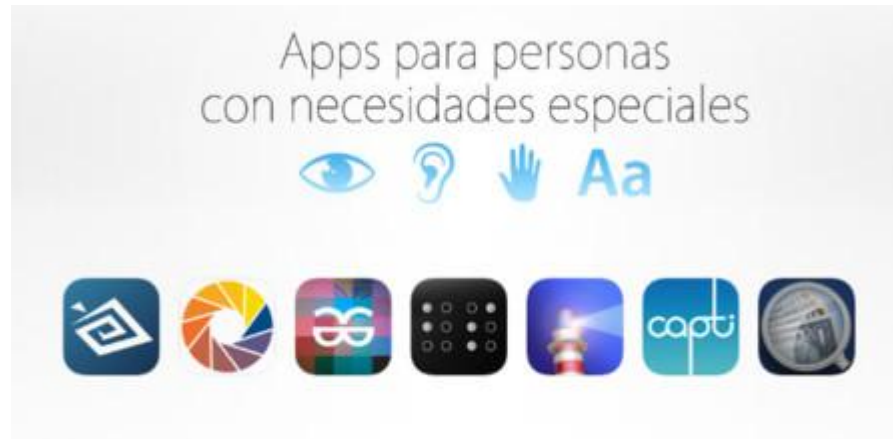 Apps para personas
con necesidades especiales
Aa
capti